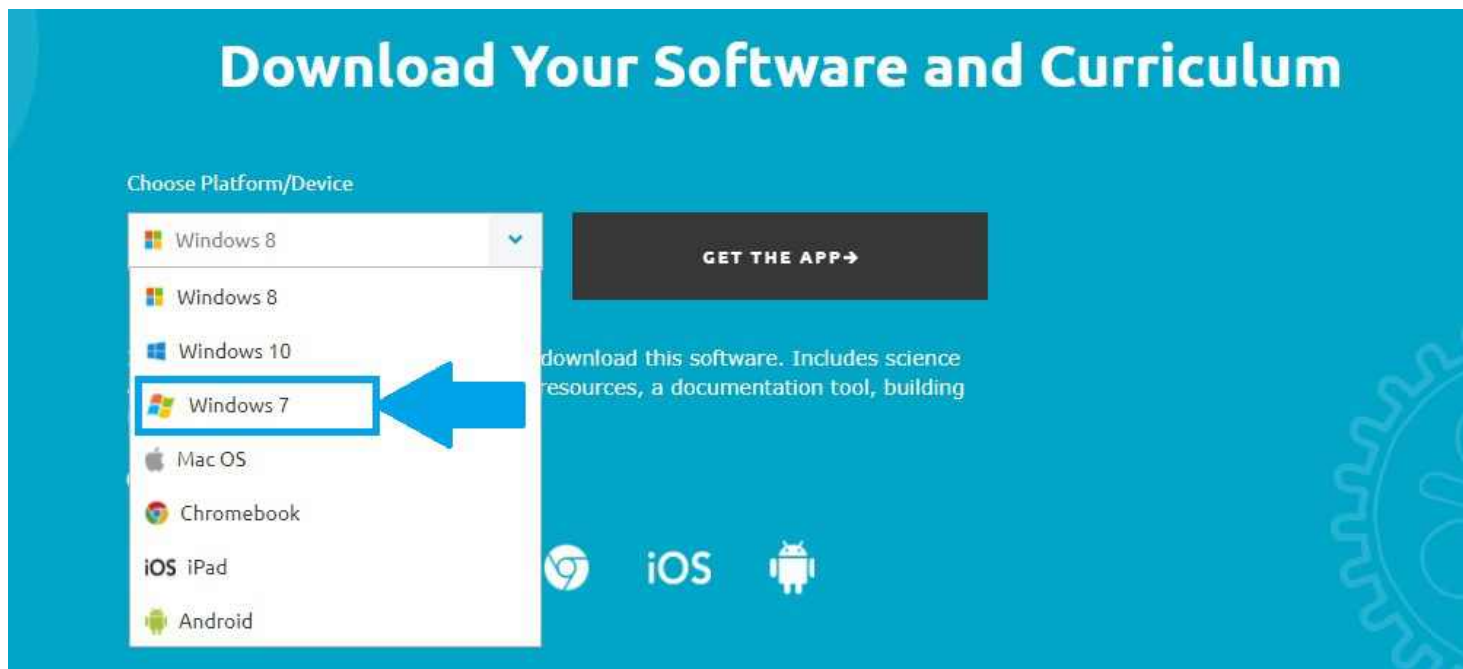 Download Your Software and Curriculum
Choose Platform/Device
Windows 8
GET THE APP→
Windows 8
Windows 10
download this software. Includes science
Windows 7
resources, a documentation tool, building
Mac OS
Chromebook
iOS iPad
iOS
Android